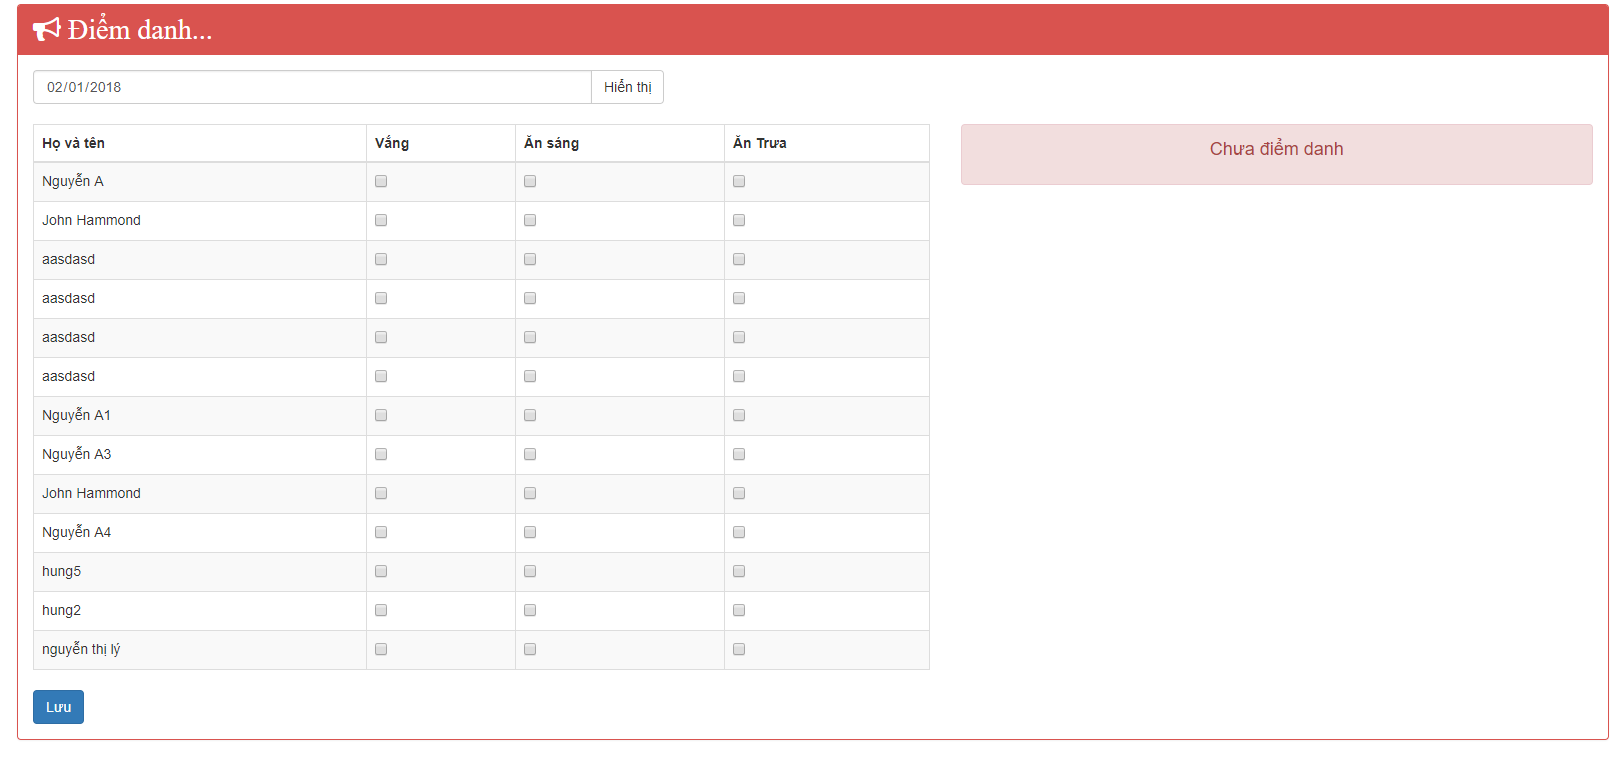 Điểm danh...
02/01/2018 Hiển thị
Họ và tên Vắng Ăn sáng Ăn Trưa
Chưa điểm danh
Nguyễn A
John Hammond
aasdasd
aasdasd
aasdasd
aasdasd
Nguyễn A1
Nguyễn A3
John Hammond
Nguyễn A4
hung5
hung2
nguyễn thị lý
Lưu